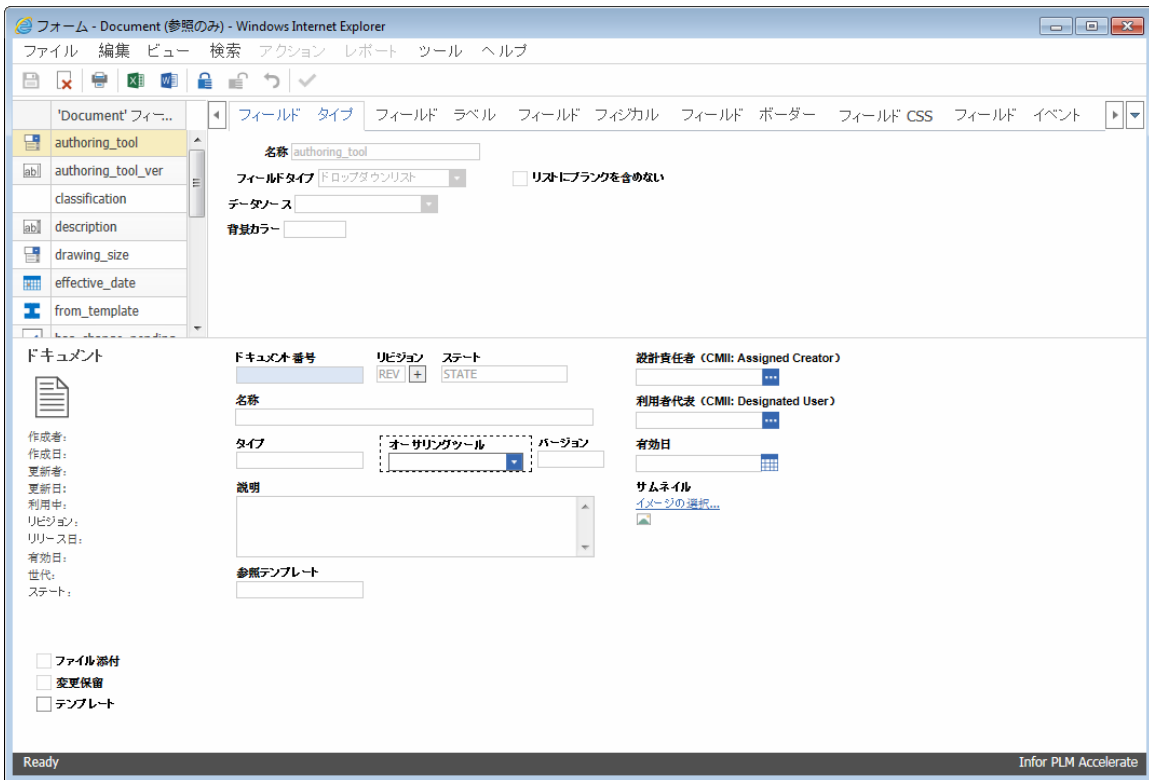 フォーム - Document (参照のみ) - Windows Internet Explorer
ファイル 編集 ビュー 検索 アクション レポート ツール ヘルプ
'Document' フィー... フィールド タイプ フィールド ラベル フィールド フィジカル フィールド ボーダー フィールド CSS フィールド イベント
authoring_tool
authoring_tool_ver
classification
description
drawing_size
effective_date
from_template
名称 authoring_tool
フィールドタイプ ドロップダウンリスト リストにブランクを含めない
データソース
背景カラー
ドキュメント
作成者:
作成日:
更新者:
更新日:
利用中:
リビジョン:
リリース日:
有効日:
世代:
ステート:
ファイル添付
変更保留
テンプレート
ドキュメント番号 リビジョン ステート
REV + STATE
名称
タイプ オーサリングツール バージョン
説明
参照テンプレート
設計責任者 (CMII: Assigned Creator)
利用者代表 (CMII: Designated User)
有効日
サムネイル
イメージの選択...
Ready Infor PLM Accelerate